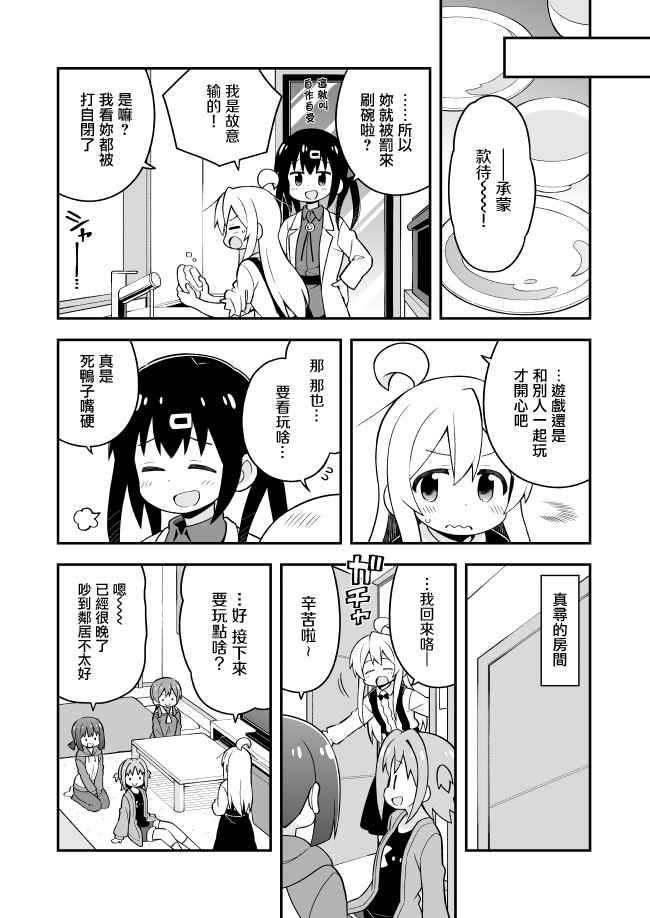 ——承蒙
款待~~！
……所以
妳就被罰來
刷碗啦？
這就叫
自作自受
我是故意
输的！
是嘛？
我看妳都被
打自閉了
シャ…
…遊戲還是
和別人一起玩
才開心吧
那 那也…
要看玩啥…
真是
死鴨子嘴硬
真尋的房間
…我回來咯—
ガチャ
辛苦啦~
…好 接下來
要玩點啥？
嗯~~
已經很晚了
吵到鄰居不太好